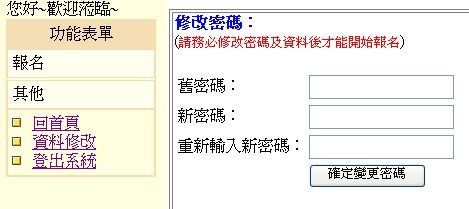 您好~歡迎蒞臨~
功能表單
報名
其他
回首頁
資料修改
登出系統
修改密碼：
(請務必修改密碼及資料後才能開始報名)
舊密碼：
新密碼：
重新輸入新密碼：
確定變更密碼